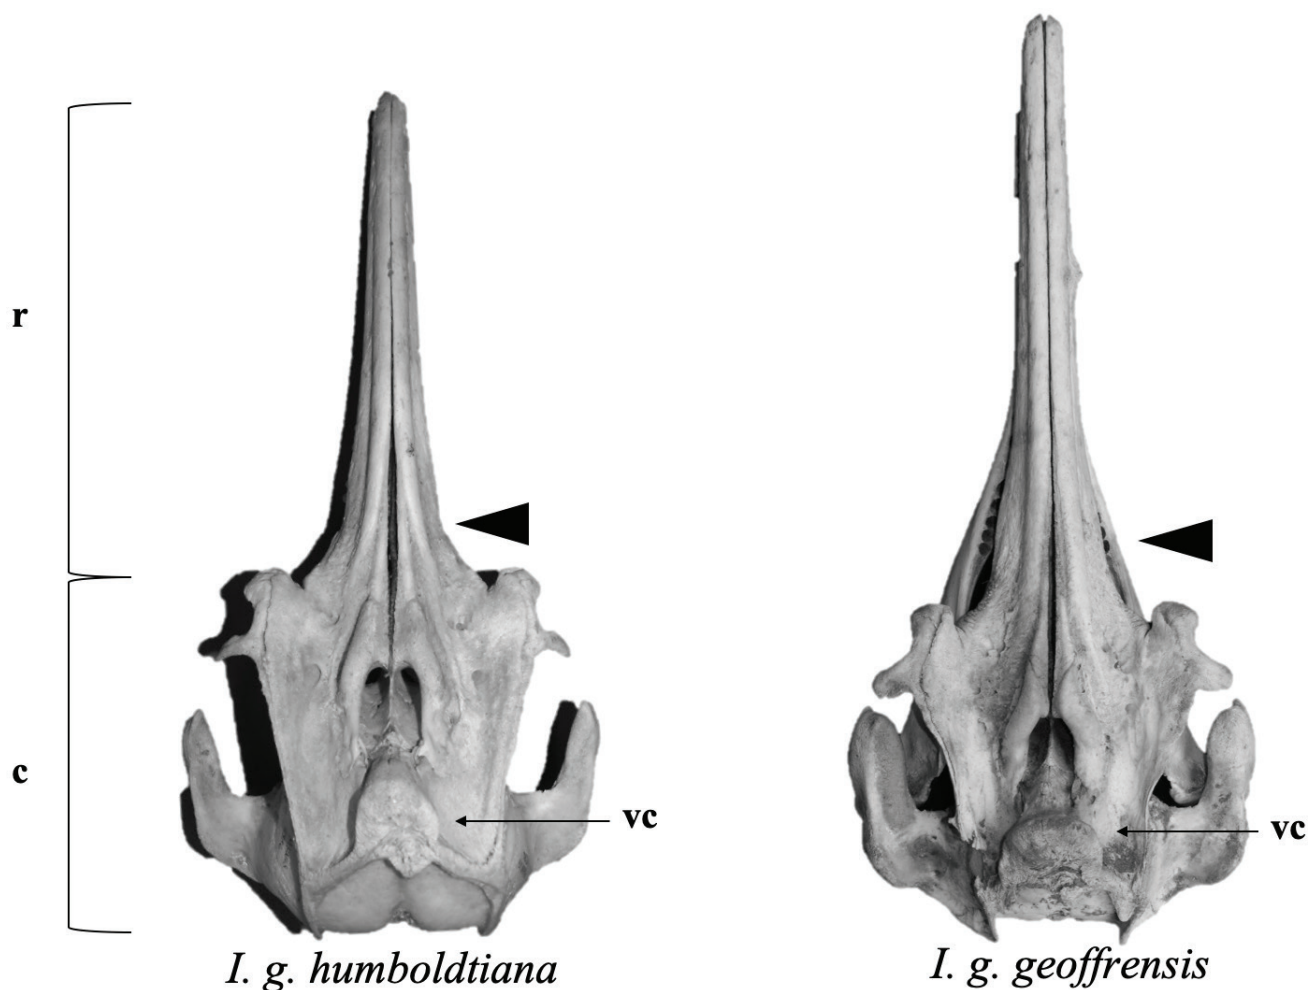 r
c
vc
vc
I. g. humboldtiana
I. g. geoffrensis